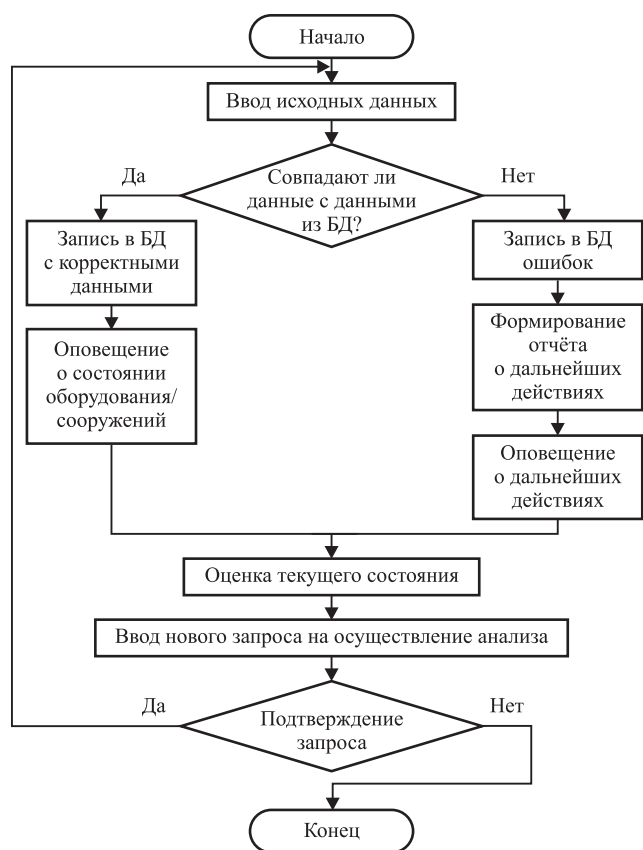 Начало
Ввод исходных данных
Совпадают ли
данные с данными
из БД?
Да
Нет
Запись в БД
с корректными
данными
Оповещение
о состоянии
оборудования/
сооружений
Запись в БД
ошибок
Формирование
отчёта
о дальнейших
действиях
Оповещение
о дальнейших
действиях
Оценка текущего состояния
Ввод нового запроса на осуществление анализа
Подтверждение
запроса
Да
Нет
Конец